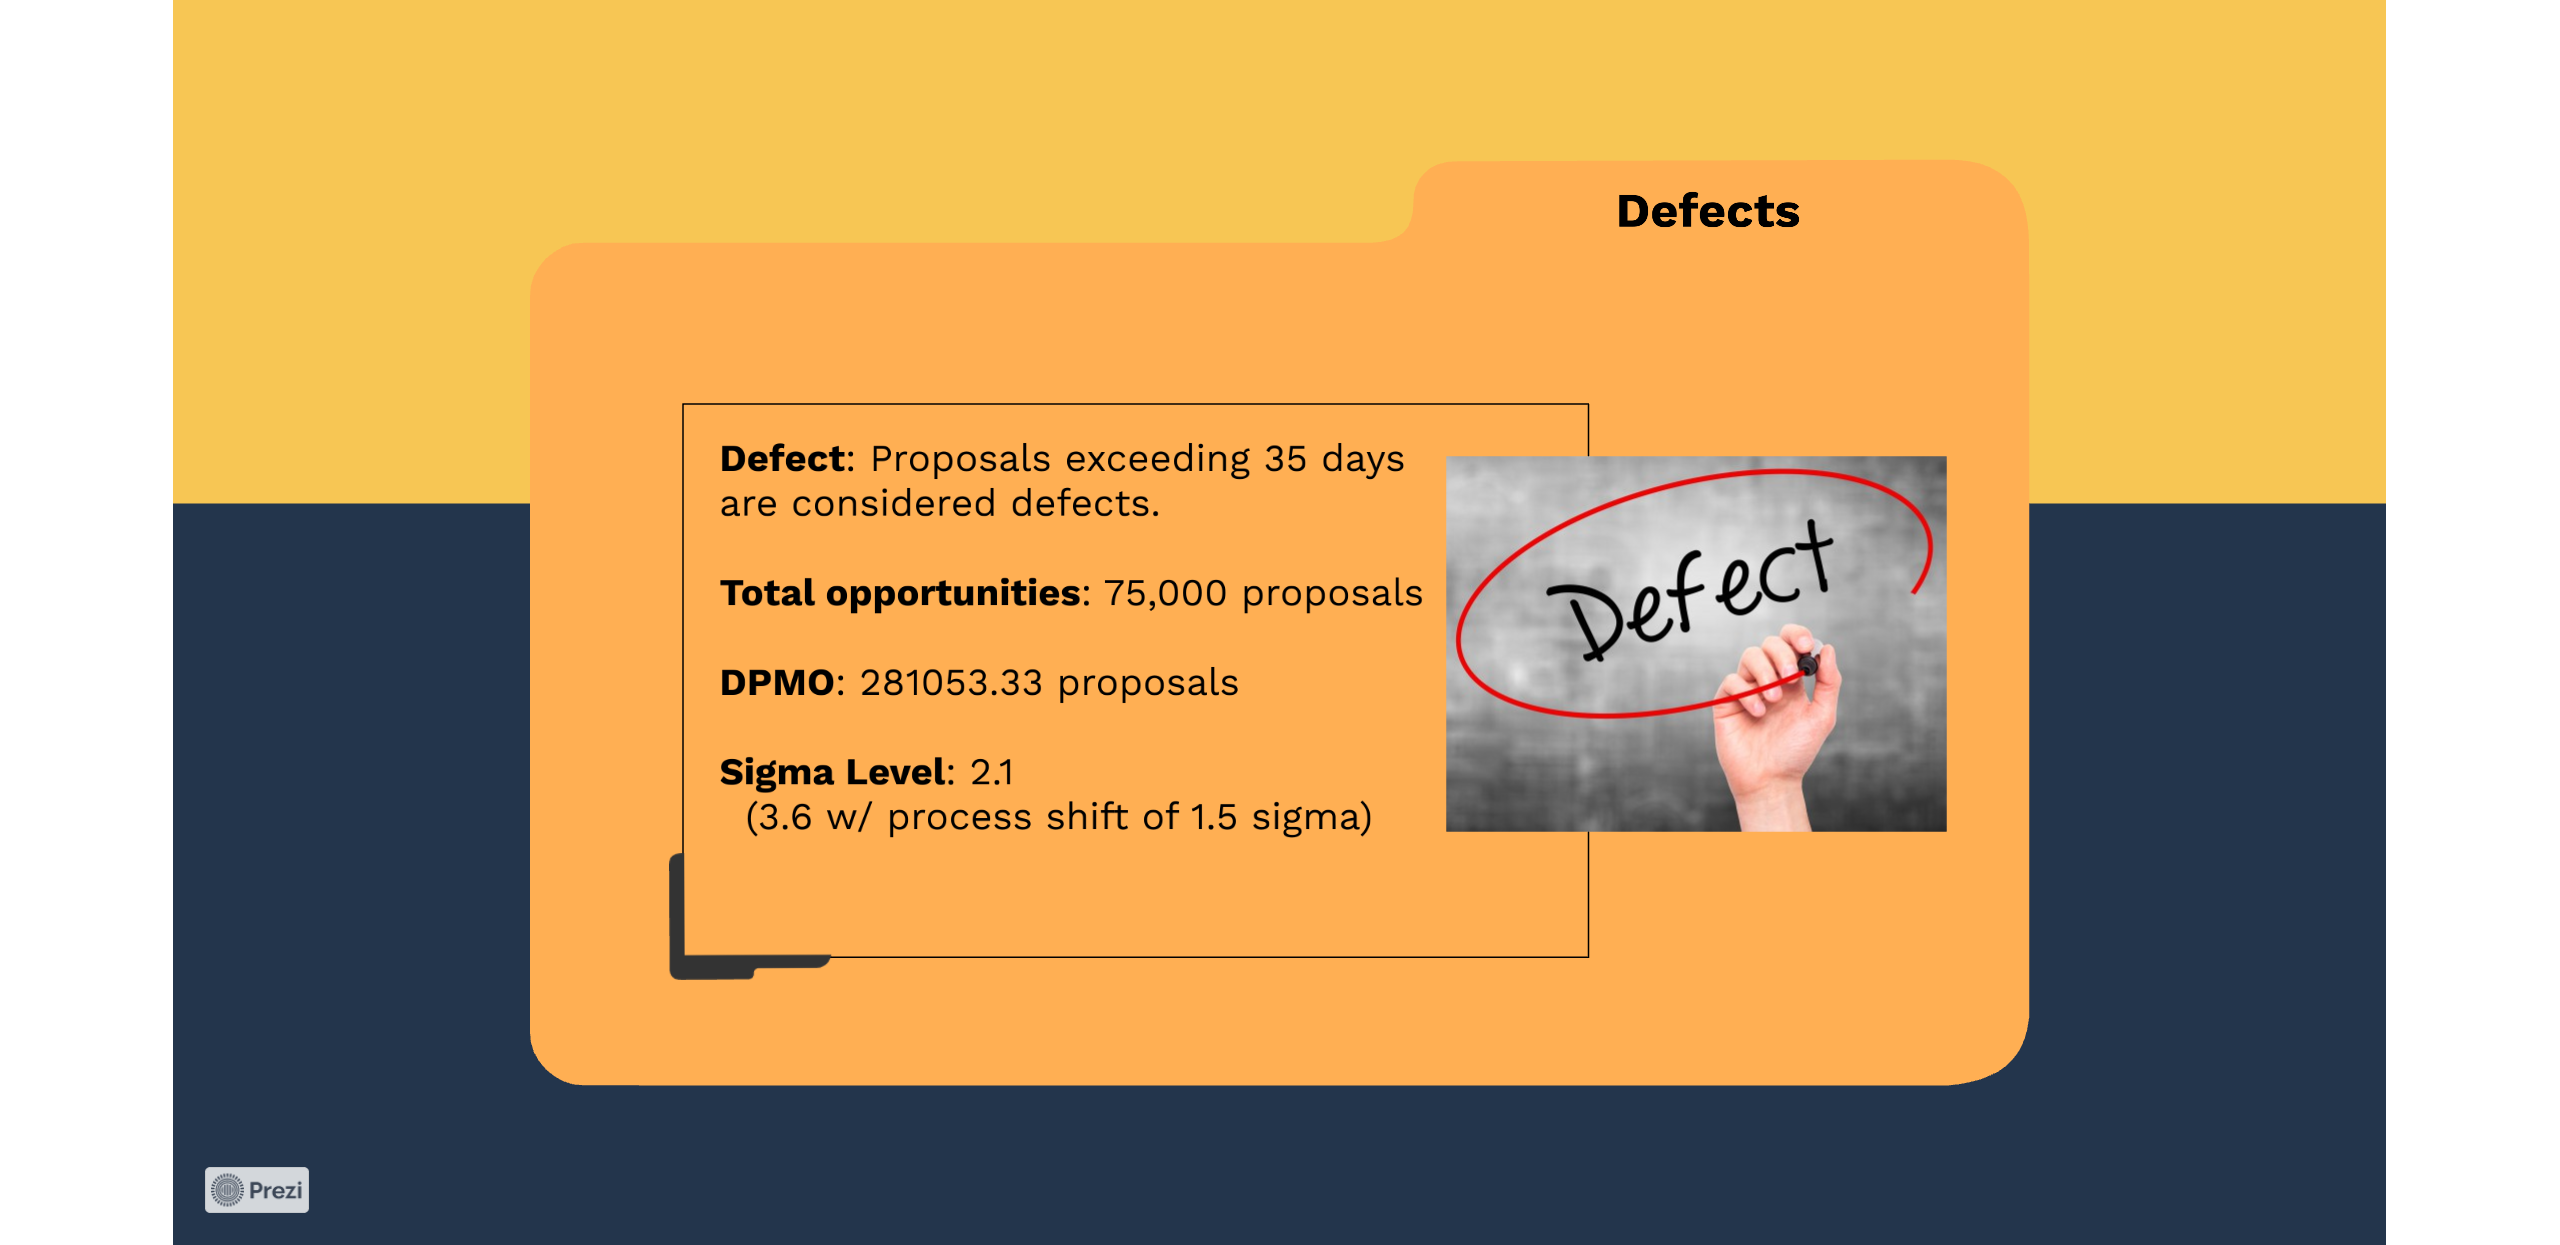 Defects
Defect: Proposals exceeding 35 days
are considered defects.
Total opportunities: 75,000 proposals
DPMO: 281053.33 proposals
Sigma Level: 2.1
(3.6 w/ process shift of 1.5 sigma)
Defect
Prezi